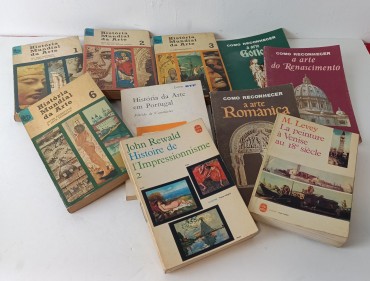 História
Mundial
da Arte
1
História
Mundial
da Arte
2
História
Mundial
da Arte
3
COMO RECONHECER
a arte
Gótica
COMO RECONHECER
a arte
do Renascimento
História
Mundial
da Arte
6
História da Arte
em Portugal
COMO RECONHECER
a arte
Românica
John Rewald
Histoire de
l'Impressionnisme
2
M. Levey
La peinture
à Venise
au 18e siècle